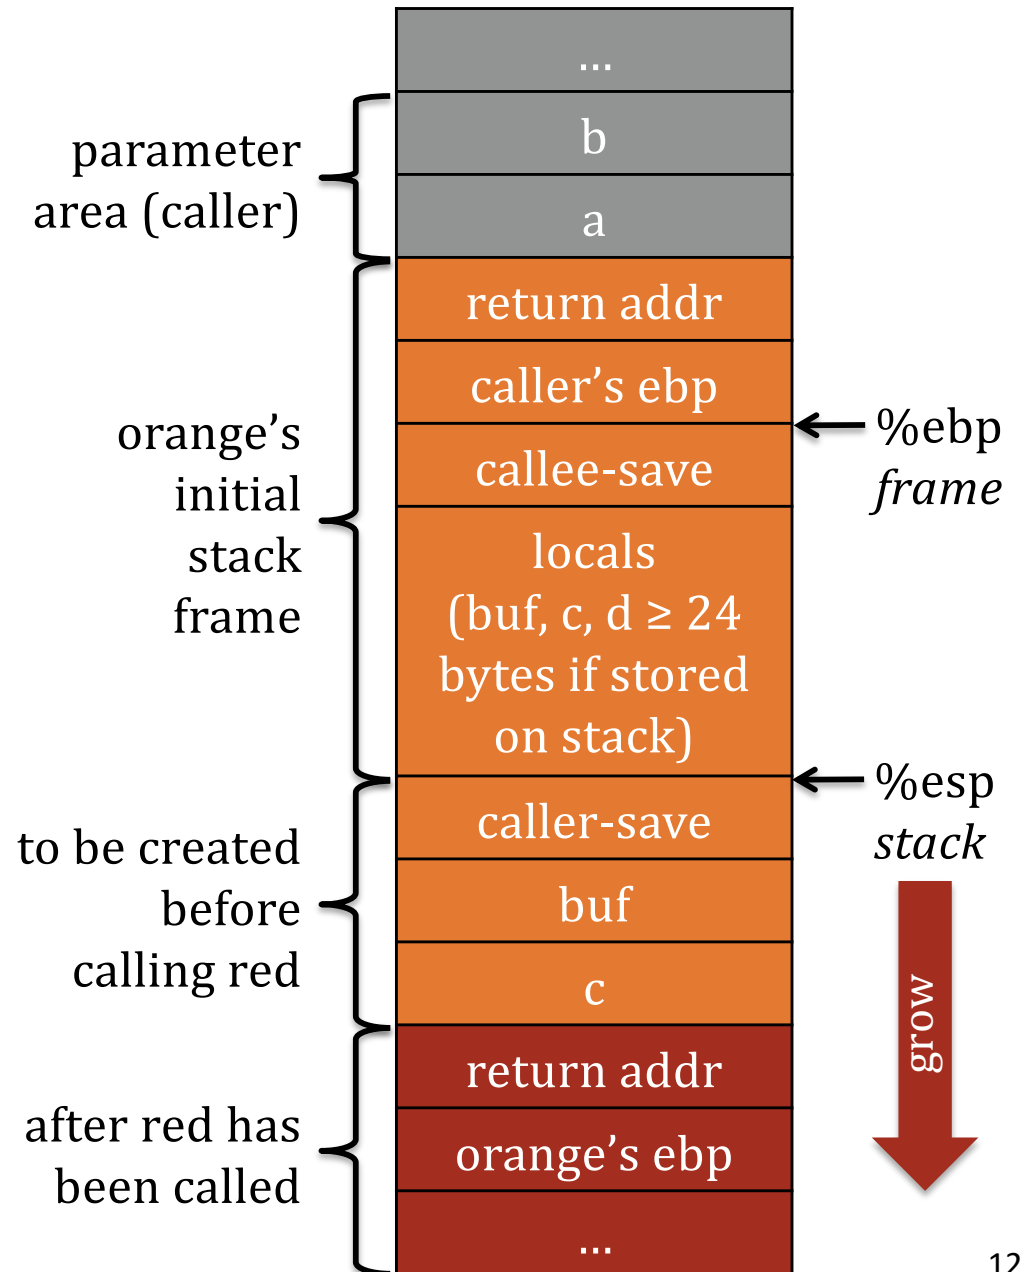 ...
b
parameter
area (caller)
a
return addr
caller's ebp
%ebp
frame
orange's
initial
stack
frame
callee-save
locals
(buf, c, d ≥ 24
bytes if stored
on stack)
%esp
stack
caller-save
to be created
before
calling red
buf
c
grow
return addr
after red has
been called
orange's ebp
...
12